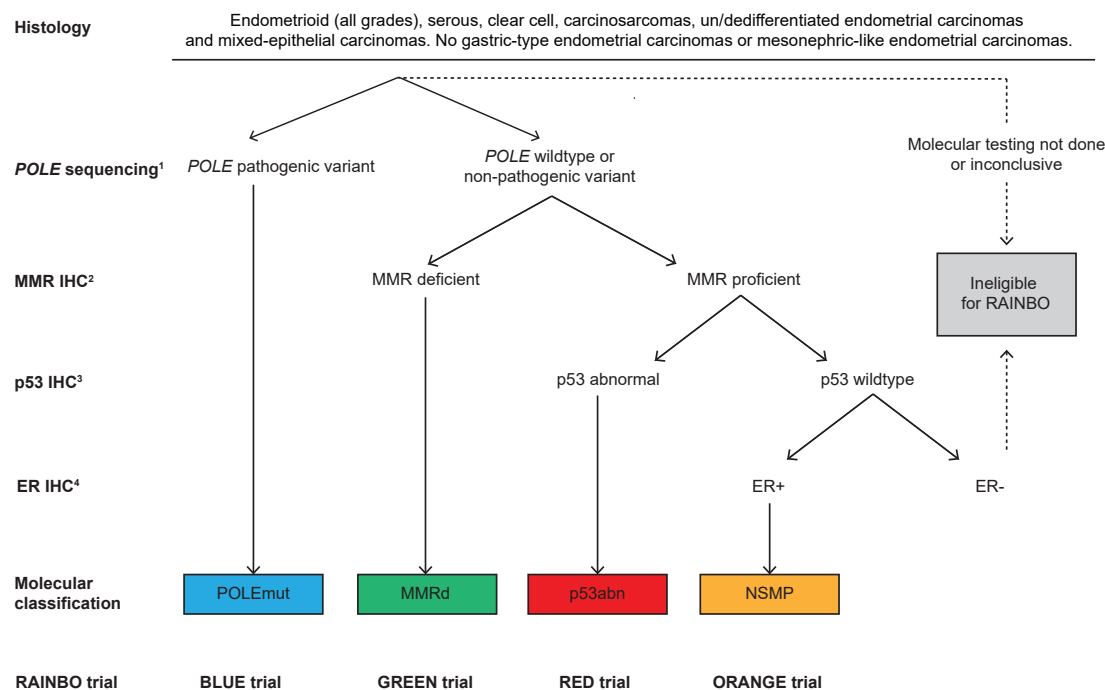 Histology
Endometrioid (all grades), serous, clear cell, carcinosarcomas, un/dedifferentiated endometrial carcinomas
and mixed-epithelial carcinomas. No gastric-type endometrial carcinomas or mesonephric-like endometrial carcinomas.
POLE sequencing¹
POLE pathogenic variant
POLE wildtype or
non-pathogenic variant
Molecular testing not done
or inconclusive
MMR IHC²
MMR deficient
MMR proficient
Ineligible
for RAINBO
p53 IHC³
p53 abnormal
p53 wildtype
ER IHC⁴
ER+
ER-
Molecular
classification
POLEmut
MMRd
p53abn
NSMP
RAINBO trial
BLUE trial
GREEN trial
RED trial
ORANGE trial